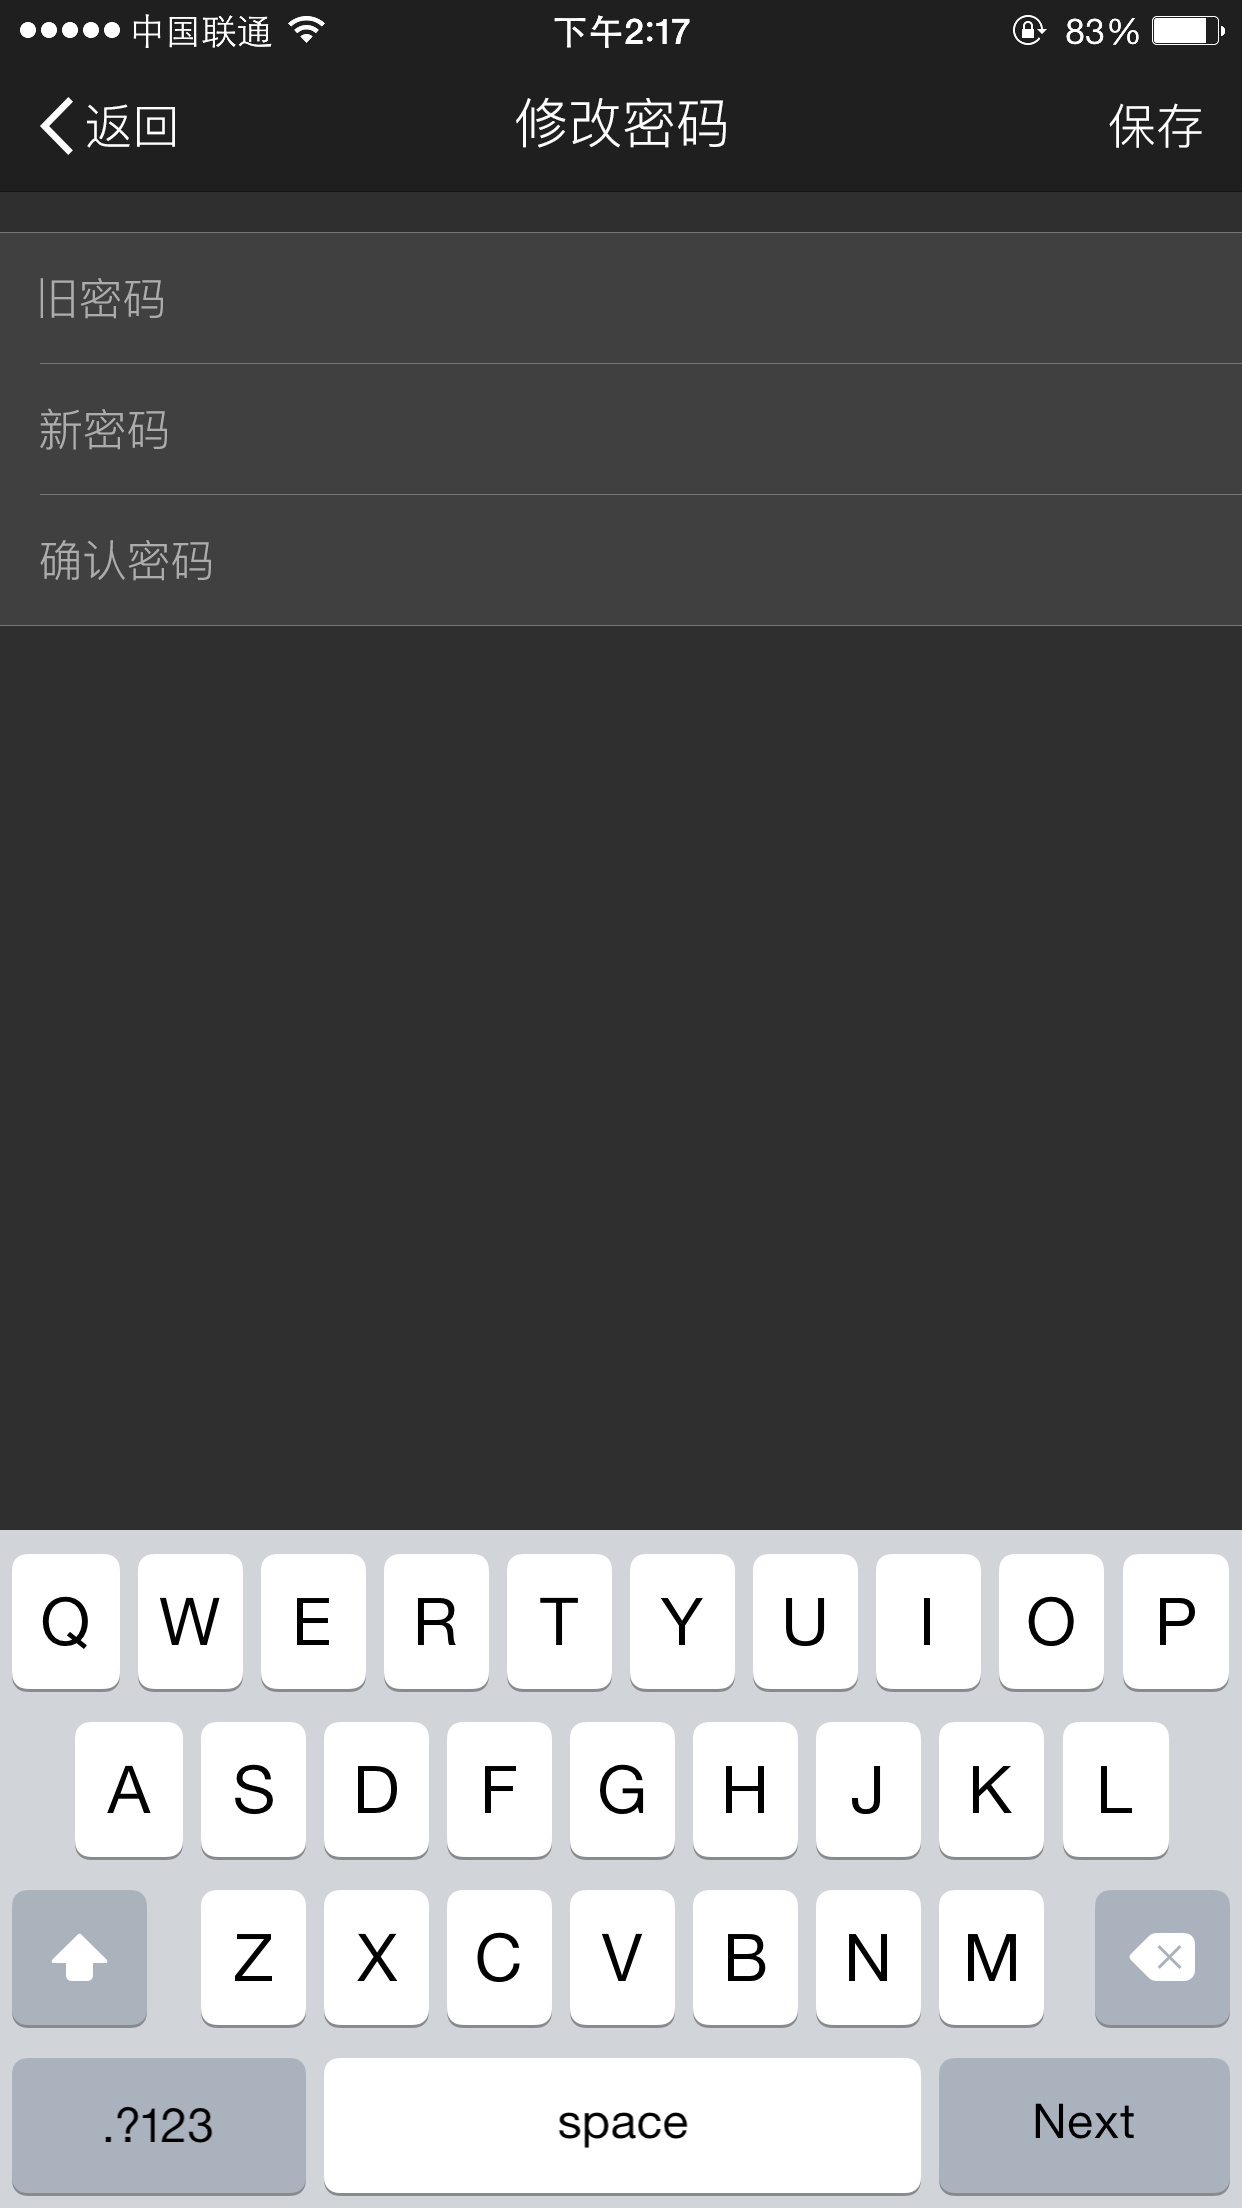 中国联通 下午2:17 83%
返回 修改密码 保存
旧密码
新密码
确认密码
Q W E R T Y U I O P
A S D F G H J K L
Z X C V B N M
.?123 space Next